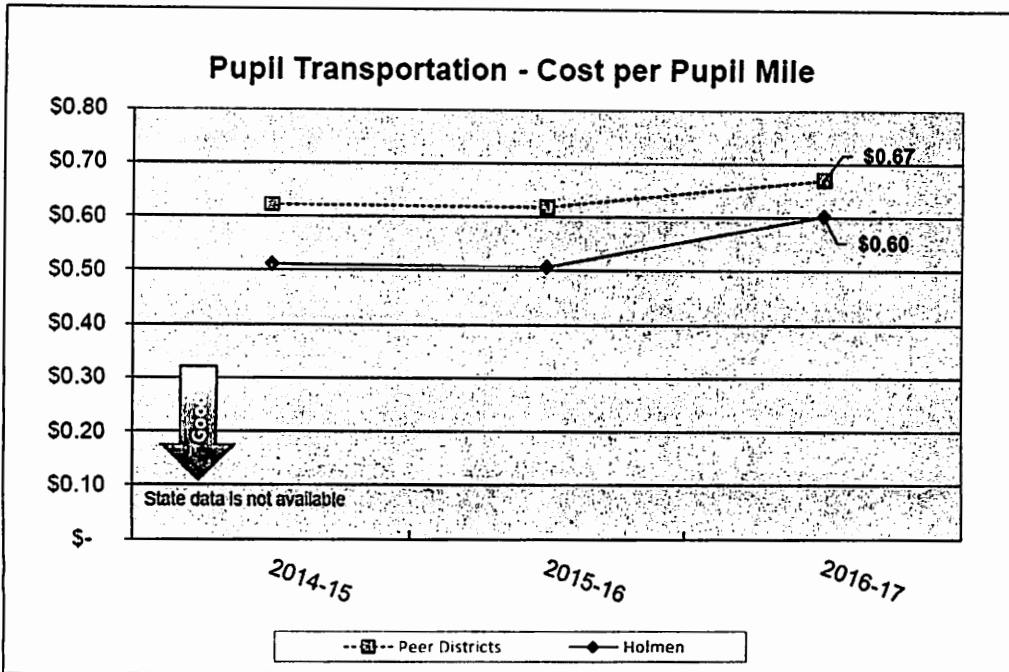 Pupil Transportation - Cost per Pupil Mile
$0.80
$0.70
$0.60
$0.50
$0.40
$0.30
$0.20
$0.10
$-
$0.67
$0.60
Good
State data is not available
2014-15
2015-16
2016-17
Peer Districts
Holmen